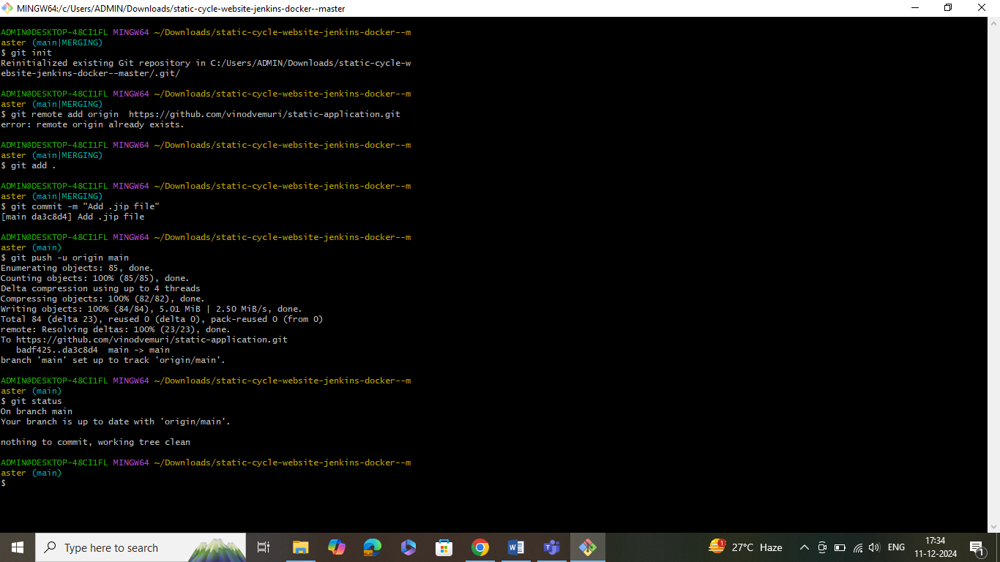 MINGW64:/c/Users/ADMIN/Downloads/static-cycle-website-jenkins-docker--master
ADMIN@DESKTOP-48CI1FL MINGW64 ~/Downloads/static-cycle-website-jenkins-docker--m
aster (main|MERGING)
$ git init
Reinitialized existing Git repository in C:/Users/ADMIN/Downloads/static-cycle-w
ebsite-jenkins-docker--master/.git/
ADMIN@DESKTOP-48CI1FL MINGW64 ~/Downloads/static-cycle-website-jenkins-docker--m
aster (main|MERGING)
$ git remote add origin  https://github.com/vinodvemuri/static-application.git
error: remote origin already exists.
ADMIN@DESKTOP-48CI1FL MINGW64 ~/Downloads/static-cycle-website-jenkins-docker--m
aster (main|MERGING)
$ git add .
ADMIN@DESKTOP-48CI1FL MINGW64 ~/Downloads/static-cycle-website-jenkins-docker--m
aster (main|MERGING)
$ git commit -m "Add .jip file"
[main da3c8d4] Add .jip file
ADMIN@DESKTOP-48CI1FL MINGW64 ~/Downloads/static-cycle-website-jenkins-docker--m
aster (main)
$ git push -u origin main
Enumerating objects: 85, done.
Counting objects: 100% (85/85), done.
Delta compression using up to 4 threads
Compressing objects: 100% (82/82), done.
Writing objects: 100% (84/84), 5.01 MiB | 2.50 MiB/s, done.
Total 84 (delta 23), reused 0 (delta 0), pack-reused 0 (from 0)
remote: Resolving deltas: 100% (23/23), done.
To https://github.com/vinodvemuri/static-application.git
   badf425..da3c8d4  main -> main
branch 'main' set up to track 'origin/main'.
ADMIN@DESKTOP-48CI1FL MINGW64 ~/Downloads/static-cycle-website-jenkins-docker--m
aster (main)
$ git status
On branch main
Your branch is up to date with 'origin/main'.
nothing to commit, working tree clean
ADMIN@DESKTOP-48CI1FL MINGW64 ~/Downloads/static-cycle-website-jenkins-docker--m
aster (main)
$
Type here to search
1
27°C Haze
ENG
17:34
11-12-2024
1